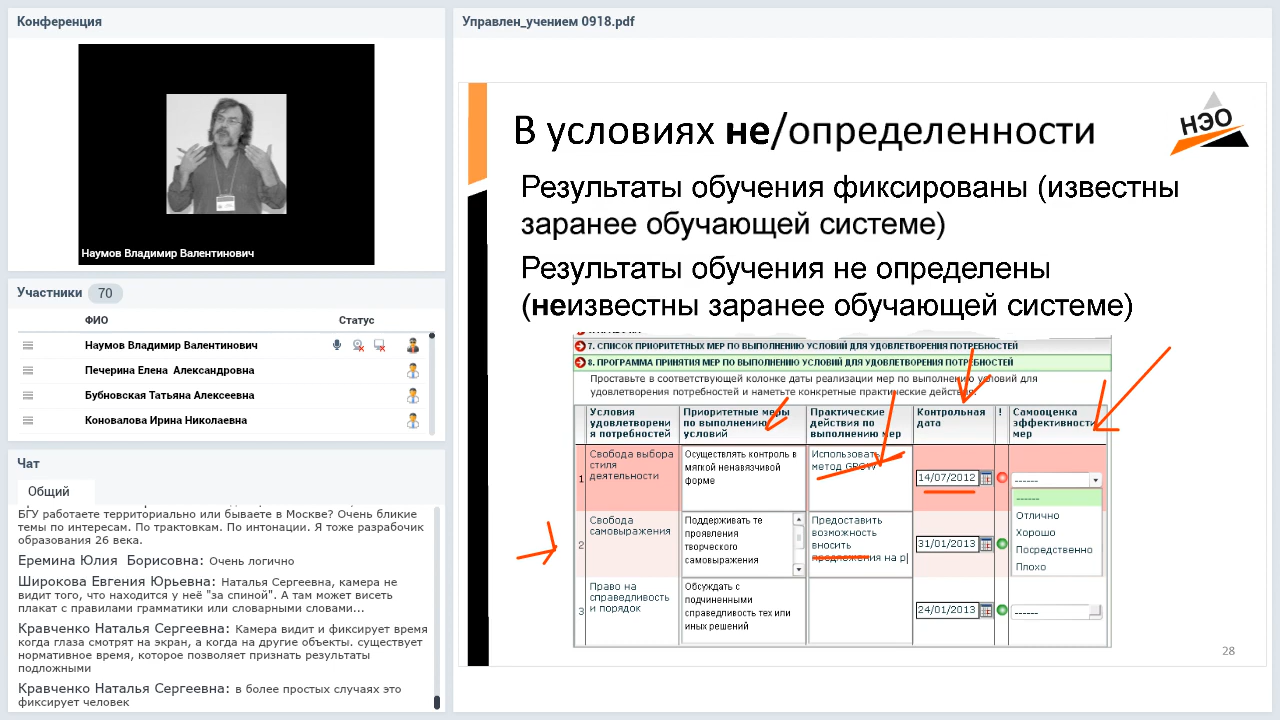 Конференция
Наумов Владимир Валентинович
Участники 70
ФИО Статус
Наумов Владимир Валентинович
Печерина Елена Александровна
Бубновская Татьяна Алексеевна
Коновалова Ирина Николаевна
Чат
Общий
БГУ работаете территориально или бываете в Москве? Очень бликие
темы по интересам. По трактовкам. По интонации. Я тоже разрабочик
образования 26 века.
Еремина Юлия Борисовна: Очень логично
Широкова Евгения Юрьевна: Наталья Сергеевна, камера не
видит того, что находится у неё "за спиной". А там может висеть
плакат с правилами грамматики или словарными словами...
Кравченко Наталья Сергеевна: Камера видит и фиксирует время
когда глаза смотрят на экран, а когда на другие объекты. существует
нормативное время, которое позволяет признать результаты
подложными
Кравченко Наталья Сергеевна: в более простых случаях это
фиксирует человек
Управлен_учением 0918.pdf
НЭО
В условиях не/определенности
Результаты обучения фиксированы (известны
заранее обучающей системе)
Результаты обучения не определены
(неизвестны заранее обучающей системе)
7. СПИСОК ПРИОРИТЕТНЫХ МЕР ПО ВЫПОЛНЕНИЮ УСЛОВИЙ ДЛЯ УДОВЛЕТВОРЕНИЯ ПОТРЕБНОСТЕЙ
8. ПРОГРАММА ПРИНЯТИЯ МЕР ПО ВЫПОЛНЕНИЮ УСЛОВИЙ ДЛЯ УДОВЛЕТВОРЕНИЯ ПОТРЕБНОСТЕЙ
Проставьте в соответствующей колонке даты реализации мер по выполнению условий для
удовлетворения потребностей и наметьте конкретные практические действия.
Условия
удовлетворени
я потребностей
Приоритетные меры
по выполнению
условий
Практические
действия по
выполнению мер
Контрольная
дата
!
Самооценка
эффективности
мер
1
Свобода выбора
стиля
деятельности
Осуществлять контроль в
мягкой ненавязчивой
форме
Использовать
метод GROW
14/07/2012
------
------
Отлично
Хорошо
Посредственно
Плохо
2
Свобода
самовыражения
Поддерживать те
проявления
творческого
самовыражения
Предоставить
возможность
вносить
предложения на р
31/01/2013
3
Право на
справедливость
и порядок
Обсуждать с
подчиненными
справедливость тех или
иных решений
24/01/2013
------
28